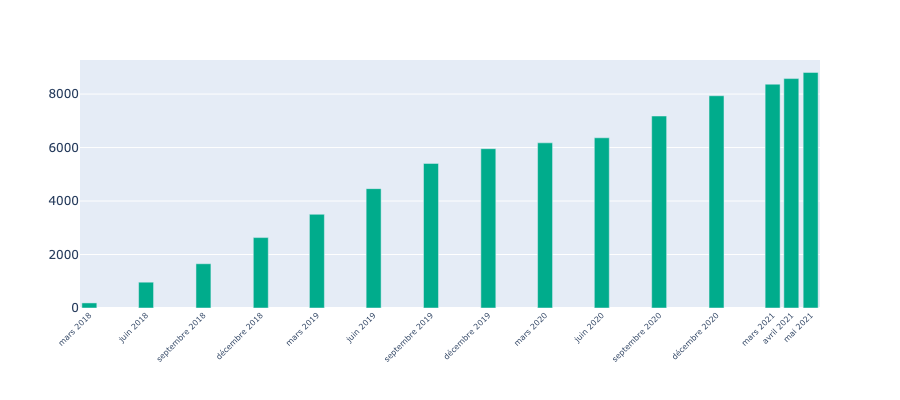 8000
6000
4000
2000
0
mars 2018
juin 2018
septembre 2018
décembre 2018
mars 2019
juin 2019
septembre 2019
décembre 2019
mars 2020
juin 2020
septembre 2020
décembre 2020
mars 2021
avril 2021
mai 2021